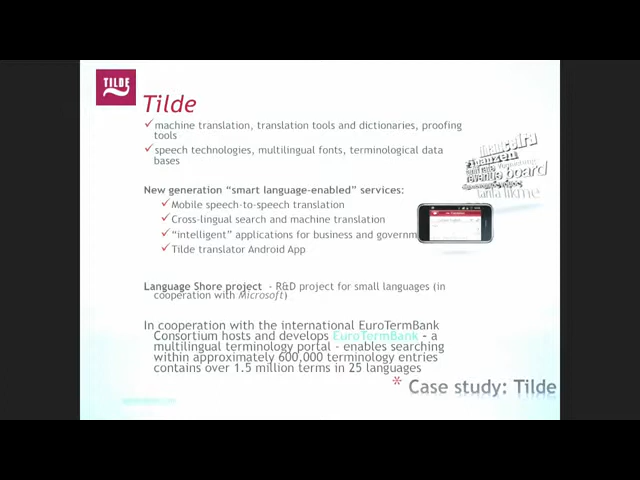 TILDE
Tilde
machine translation, translation tools and dictionaries, proofing
tools
speech technologies, multilingual fonts, terminological data
bases
New generation “smart language-enabled” services:
Mobile speech-to-speech translation
Cross-lingual search and machine translation
“intelligent” applications for business and governm
Tilde translator Android App
Language Shore project - R&D project for small languages (in
cooperation with Microsoft)
In cooperation with the international EuroTermBank
Consortium hosts and develops EuroTermBank - a
multilingual terminology portal - enables searching
within approximately 600,000 terminology entries
contains over 1.5 million terms in 25 languages
* Case study: Tilde
financeira
finanzen
revenue board